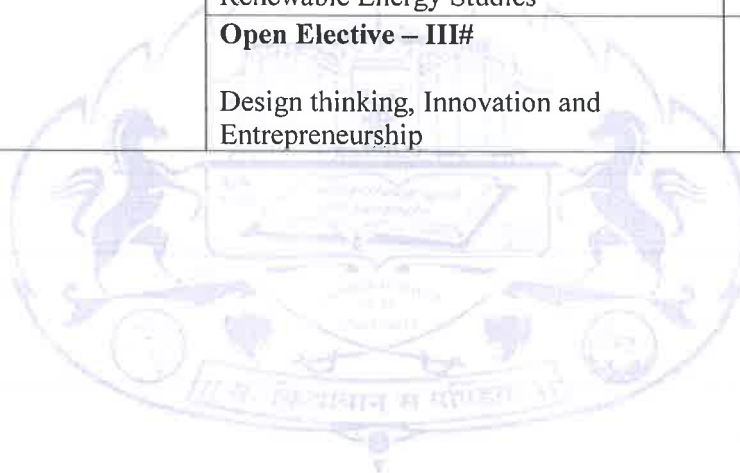 Renewable Energy Studies
Open Elective – III#
Design thinking, Innovation and
Entrepreneurship